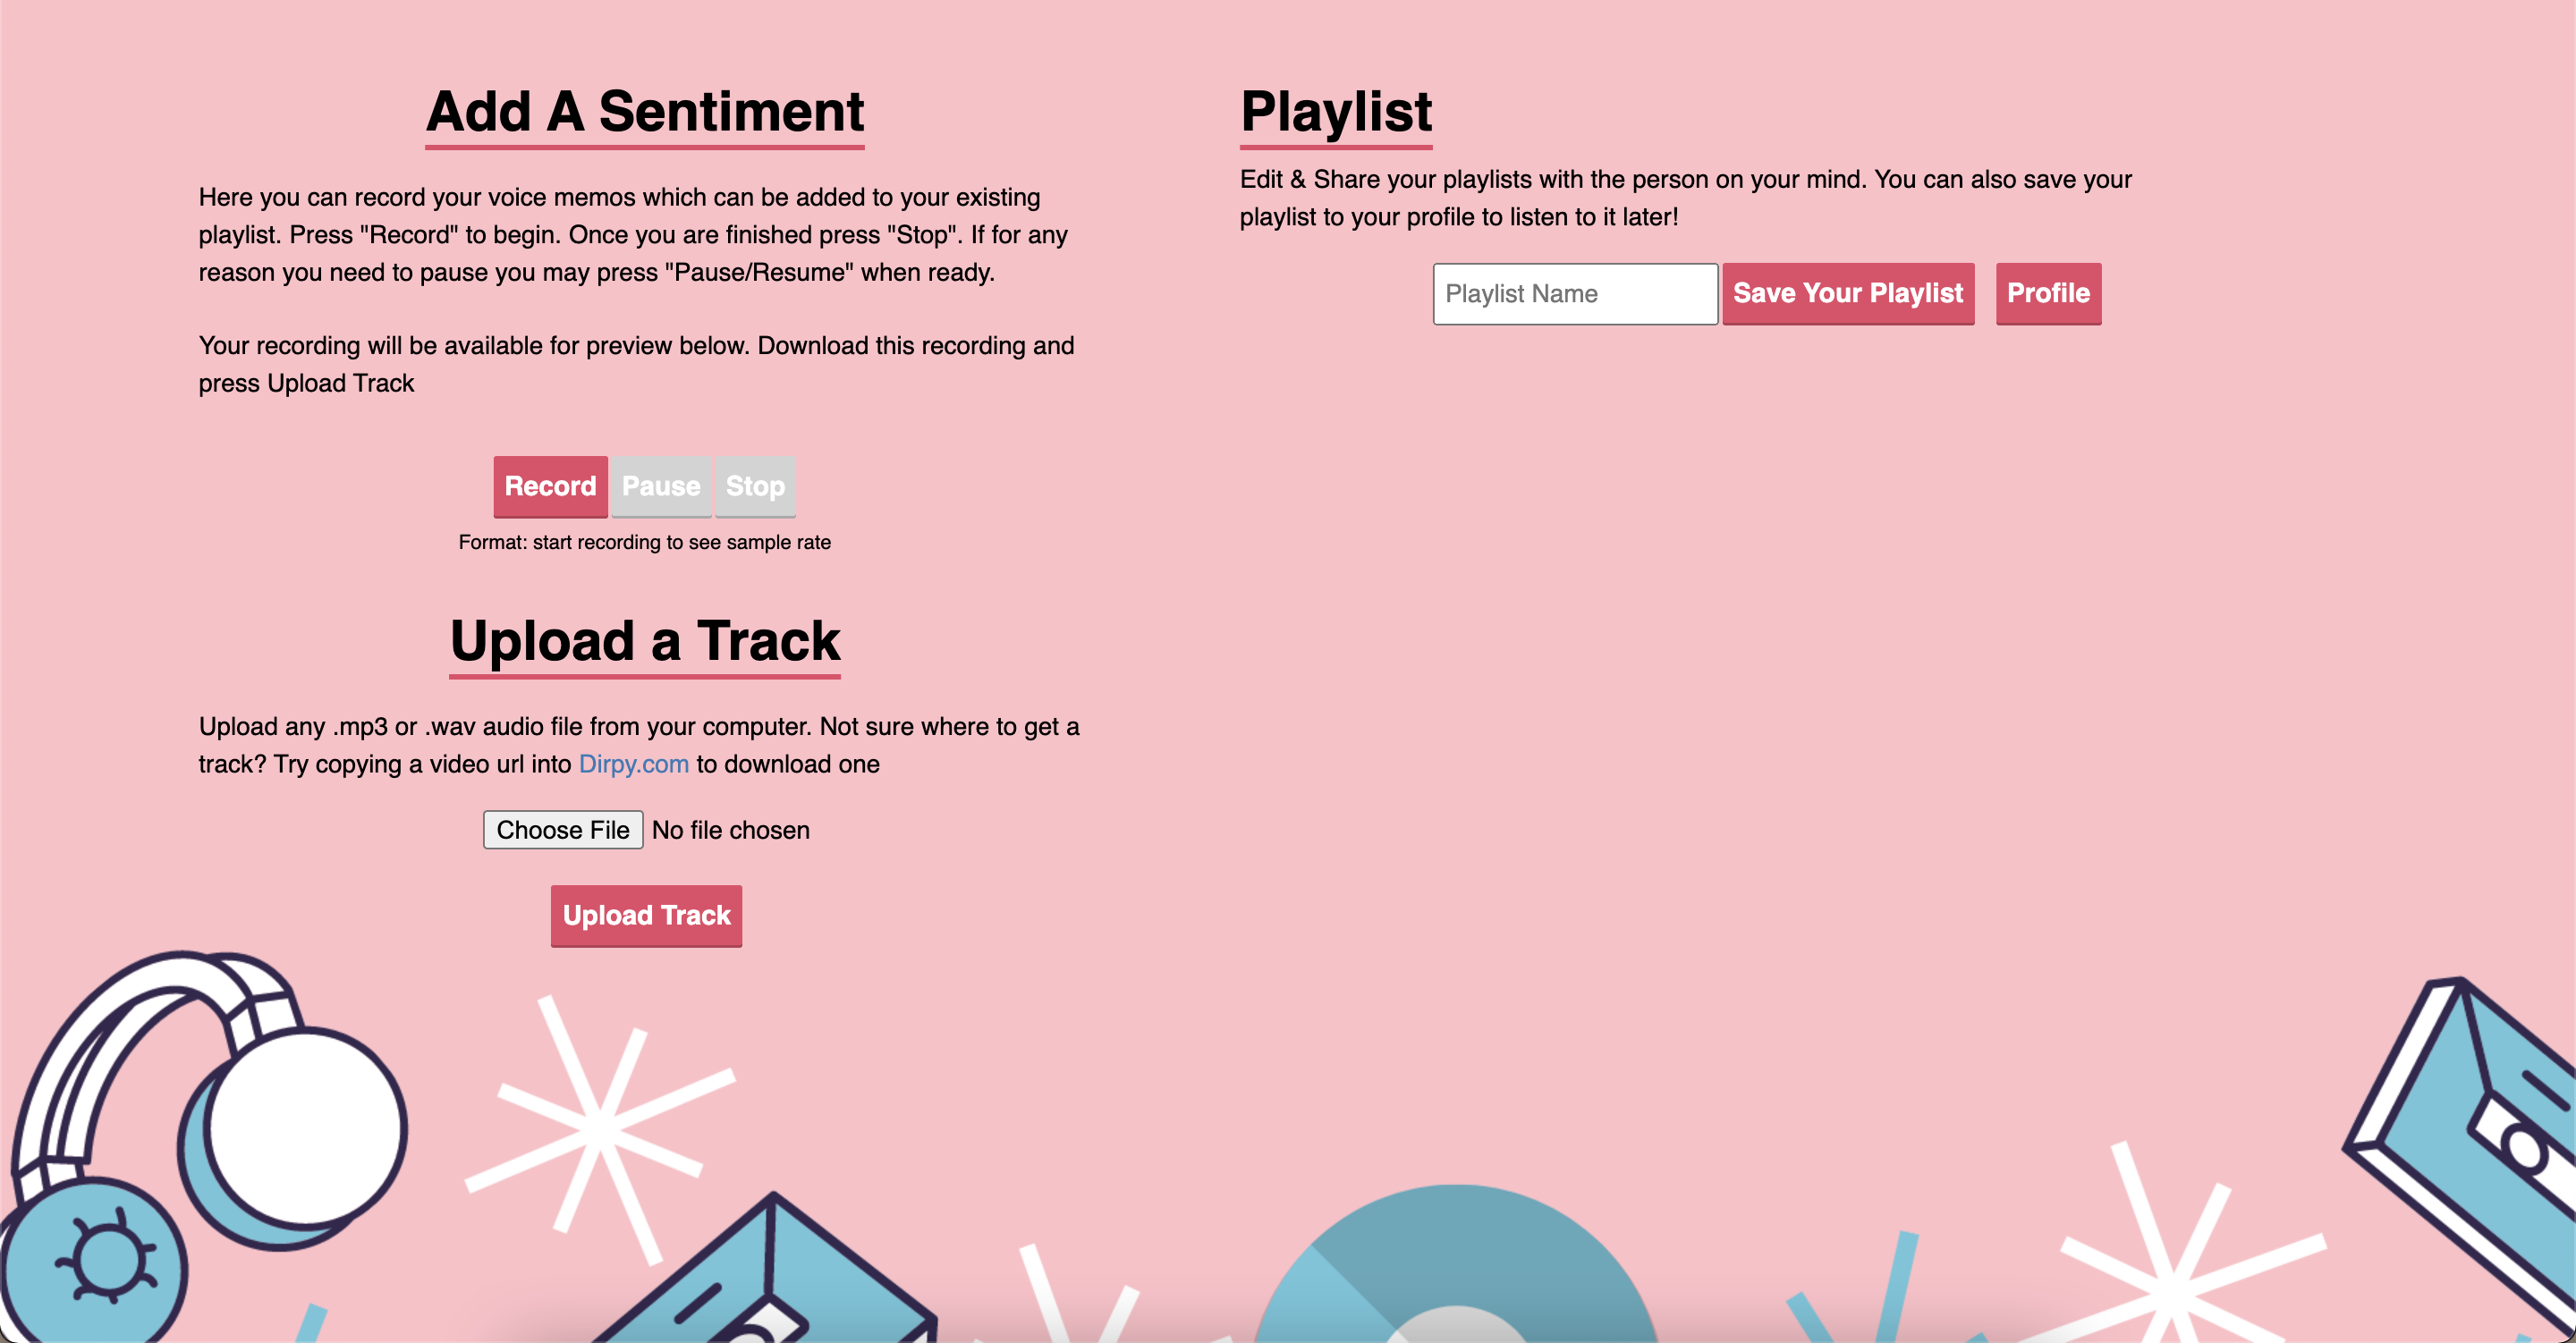 Add A Sentiment
Here you can record your voice memos which can be added to your existing
playlist. Press "Record" to begin. Once you are finished press "Stop". If for any
reason you need to pause you may press "Pause/Resume" when ready.
Your recording will be available for preview below. Download this recording and
press Upload Track
Record Pause Stop
Format: start recording to see sample rate
Upload a Track
Upload any .mp3 or .wav audio file from your computer. Not sure where to get a
track? Try copying a video url into Dirpy.com to download one
Choose File No file chosen
Upload Track
Playlist
Edit & Share your playlists with the person on your mind. You can also save your
playlist to your profile to listen to it later!
Playlist Name Save Your Playlist Profile